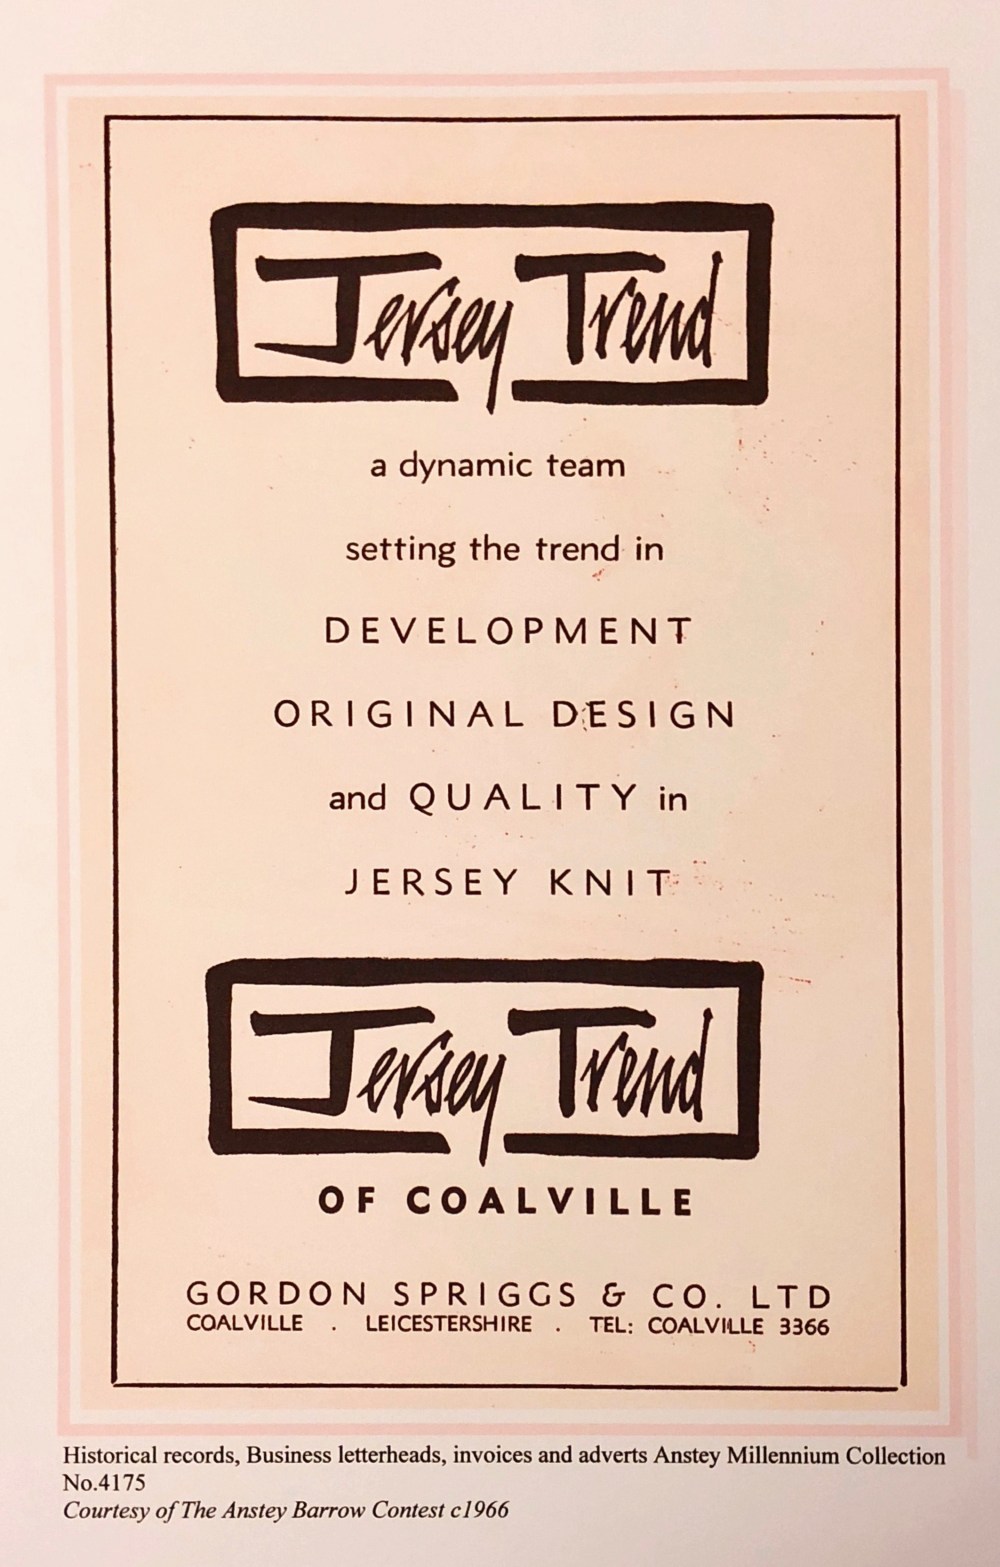 Jersey Trend
a dynamic team
setting the trend in
DEVELOPMENT
ORIGINAL DESIGN
and QUALITY in
JERSEY KNIT
Jersey Trend
OF COALVILLE
GORDON SPRIGGS & CO. LTD
COALVILLE . LEICESTERSHIRE . TEL: COALVILLE 3366
Historical records, Business letterheads, invoices and adverts Anstey Millennium Collection
No.4175
Courtesy of The Anstey Barrow Contest c1966